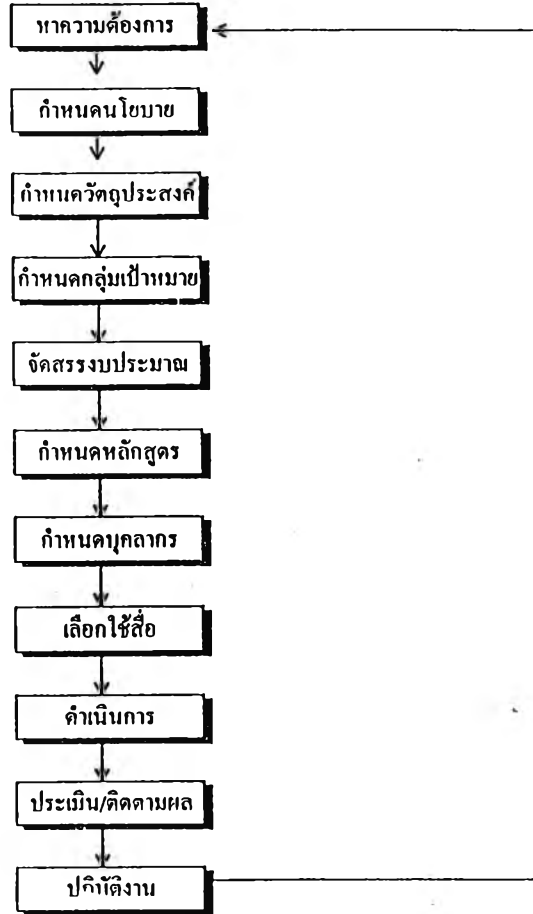 หาความต้องการ
กำหนดนโยบาย
กำหนดวัตถุประสงค์
กำหนดกลุ่มเป้าหมาย
จัดสรรงบประมาณ
กำหนดหลักสูตร
กำหนดบุคลากร
เลือกใช้สื่อ
ดำเนินการ
ประเมิน/ติดตามผล
ปฏิบัติงาน